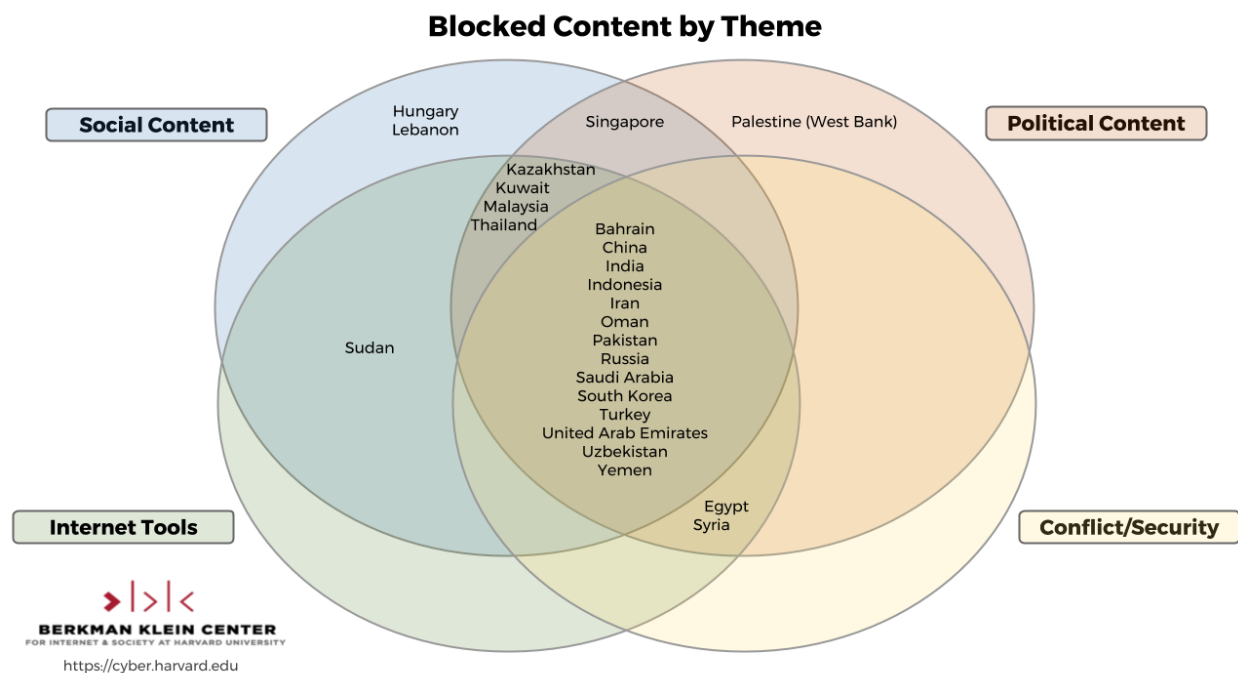 Blocked Content by Theme
Social Content
Hungary
Lebanon
Singapore
Palestine (West Bank)
Political Content
Kazakhstan
Kuwait
Malaysia
Thailand
Bahrain
China
India
Indonesia
Iran
Oman
Pakistan
Russia
Saudi Arabia
South Korea
Turkey
United Arab Emirates
Uzbekistan
Yemen
Sudan
Egypt
Syria
Internet Tools
Conflict/Security
BERKMAN KLEIN CENTER
FOR INTERNET & SOCIETY AT HARVARD UNIVERSITY
https://cyber.harvard.edu